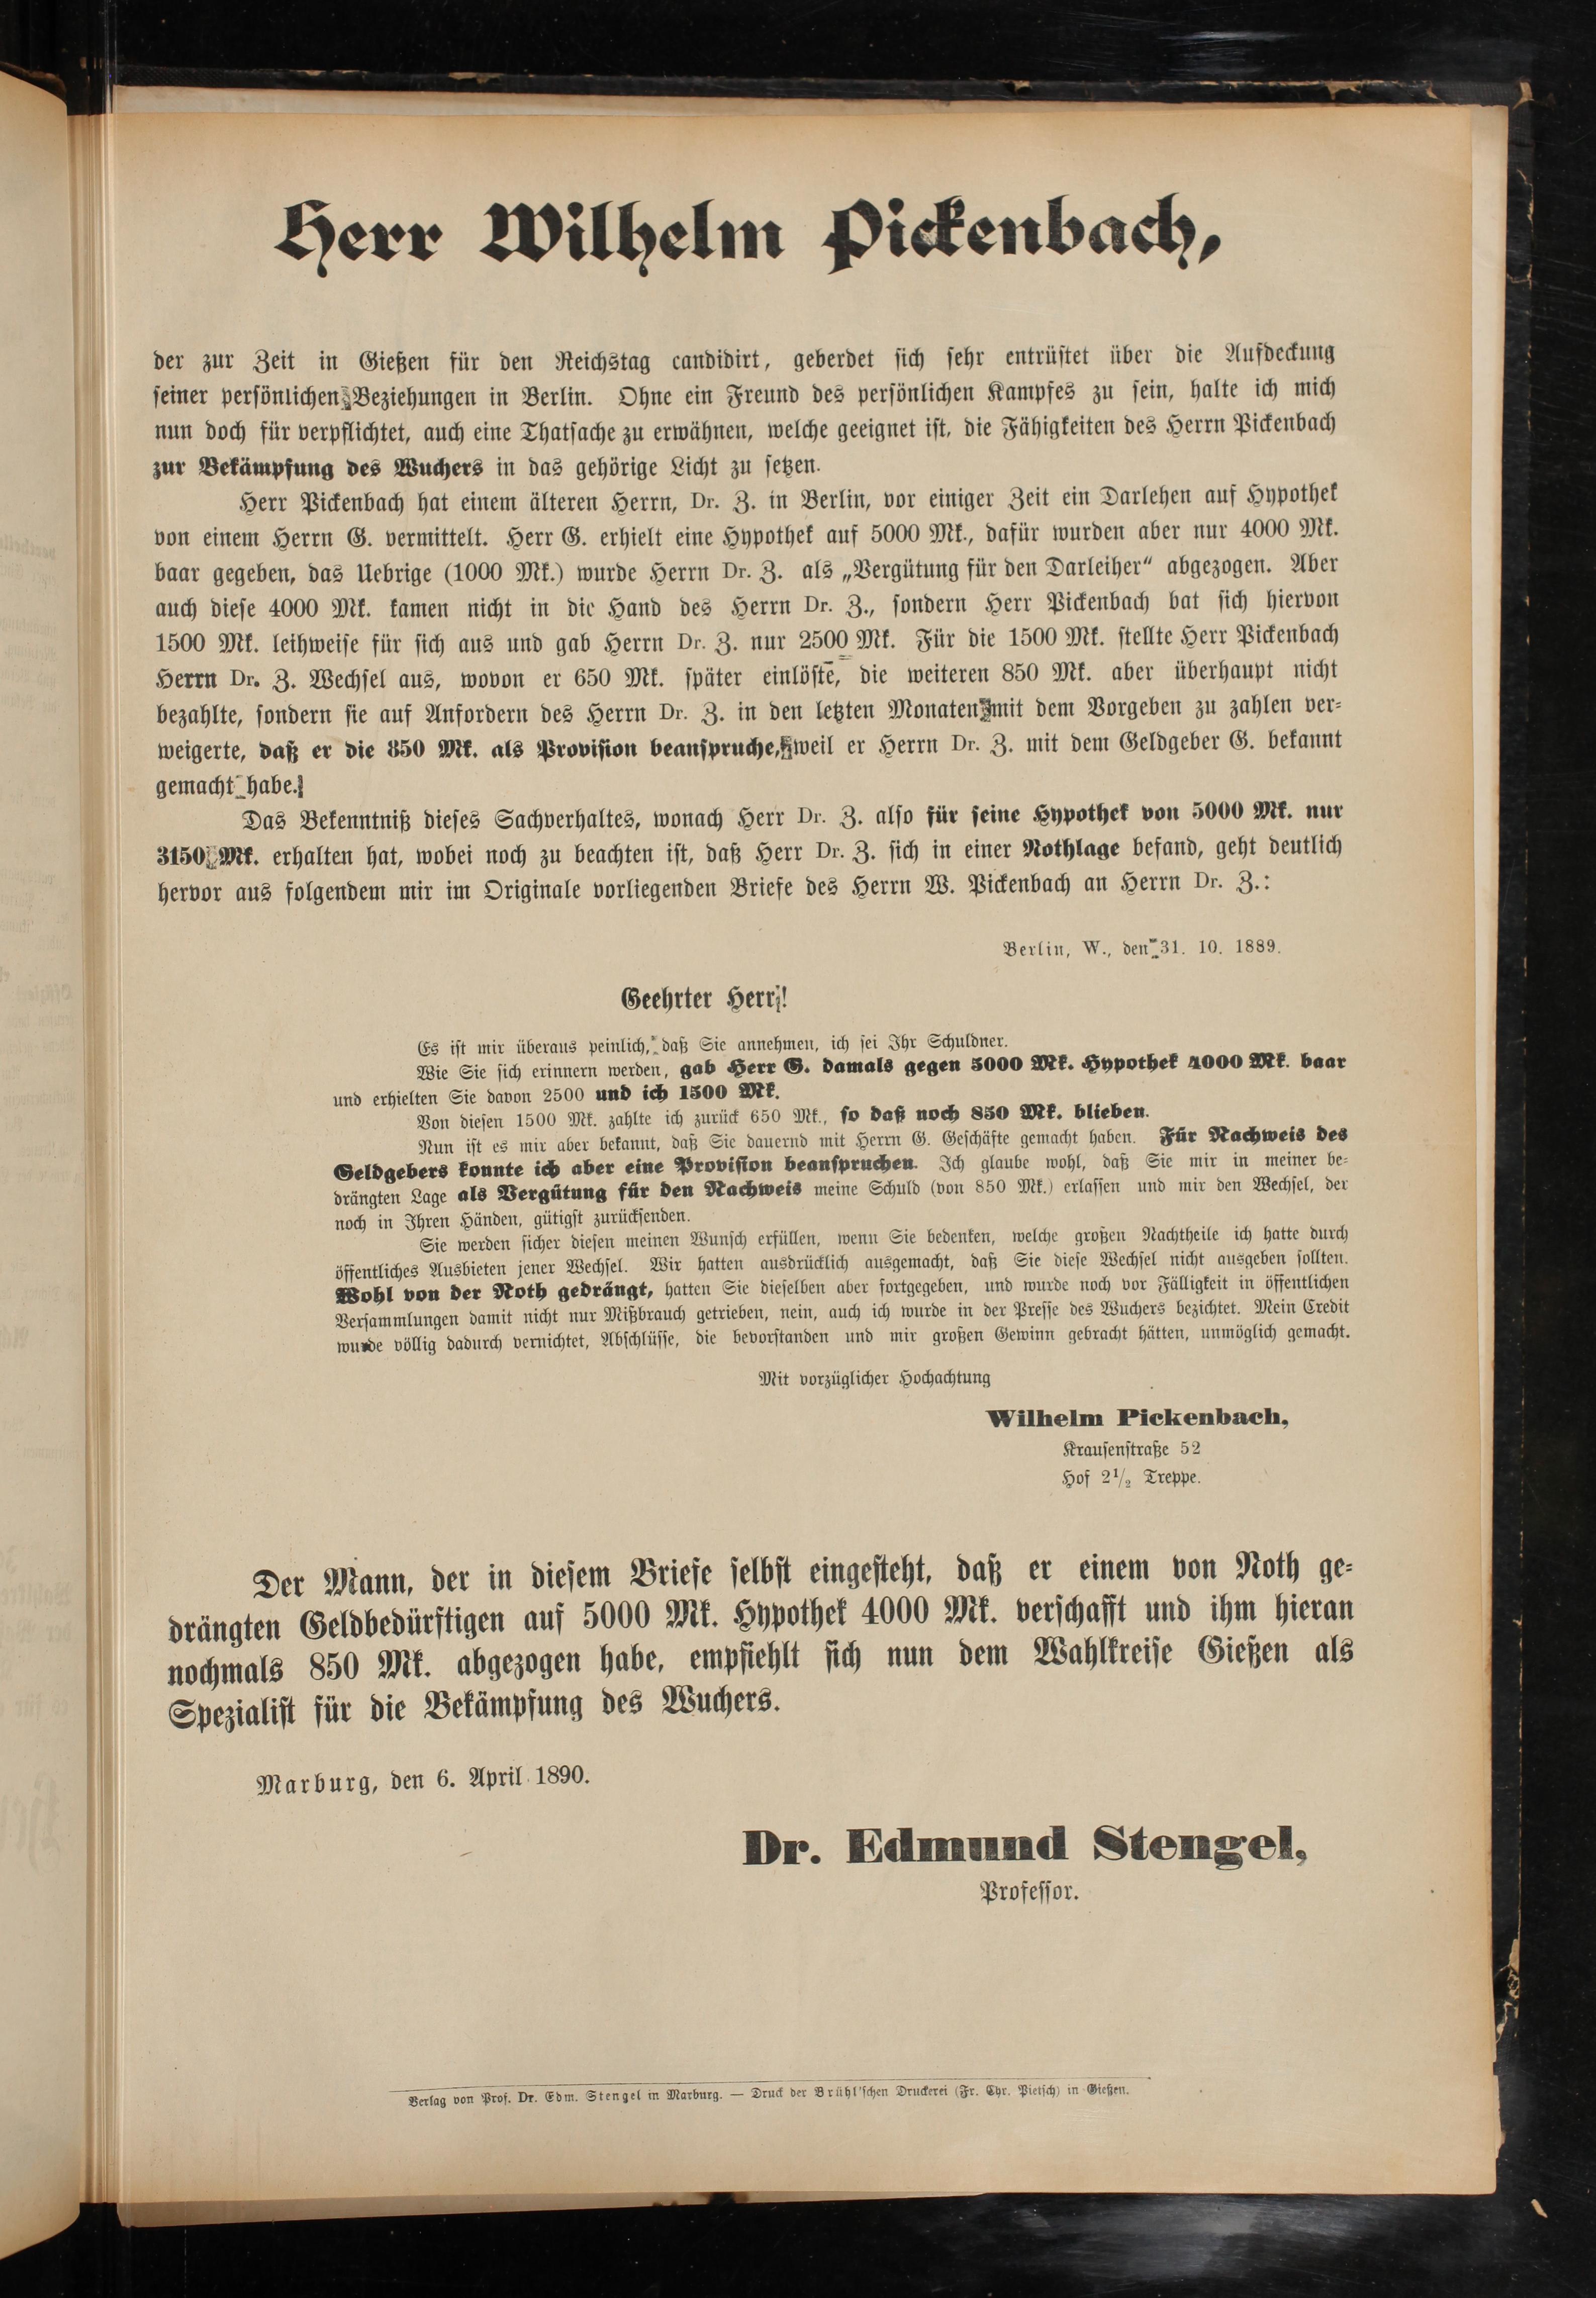 Herr Wilhelm Pickenbach,
der zur Zeit in Gießen für den Reichstag candidirt, geberdet sich sehr entrüstet über die Aufdeckung
seiner persönlichen Beziehungen in Berlin. Ohne ein Freund des persönlichen Kampfes zu sein, halte ich mich
nun doch für verpflichtet, auch eine Thatsache zu erwähnen, welche geeignet ist, die Fähigkeiten des Herrn Pickenbach
zur Bekämpfung des Wuchers in das gehörige Licht zu setzen.
Herr Pickenbach hat einem älteren Herrn, Dr. Z. in Berlin, vor einiger Zeit ein Darlehen auf Hypothek
von einem Herrn G. vermittelt. Herr G. erhielt eine Hypothek auf 5000 Mk., dafür wurden aber nur 4000 Mk.
baar gegeben, das Uebrige (1000 Mk.) wurde Herrn Dr. Z. als „Vergütung für den Darleiher“ abgezogen. Aber
auch diese 4000 Mk. kamen nicht in die Hand des Herrn Dr. Z., sondern Herr Pickenbach bat sich hiervon
1500 Mk. leihweise für sich aus und gab Herrn Dr. Z. nur 2500 Mk. Für die 1500 Mk. stellte Herr Pickenbach
Herrn Dr. Z. Wechsel aus, wovon er 650 Mk. später einlöste, die weiteren 850 Mk. aber überhaupt nicht
bezahlte, sondern sie auf Anfordern des Herrn Dr. Z. in den letzten Monaten mit dem Vorgeben zu zahlen ver-
weigerte, daß er die 850 Mk. als Provision beanspruche, weil er Herrn Dr. Z. mit dem Geldgeber G. bekannt
gemacht habe.
Das Bekenntniß dieses Sachverhaltes, wonach Herr Dr. Z. also für seine Hypothek von 5000 Mk. nur
3150 Mk. erhalten hat, wobei noch zu beachten ist, daß Herr Dr. Z. sich in einer Nothlage befand, geht deutlich
hervor aus folgendem mir im Originale vorliegenden Briefe des Herrn W. Pickenbach an Herrn Dr. Z.:
Berlin, W., den 31. 10. 1889.
Geehrter Herr!
Es ist mir überaus peinlich, daß Sie annehmen, ich sei Ihr Schuldner.
Wie Sie sich erinnern werden, gab Herr G. damals gegen 5000 Mk. Hypothek 4000 Mk. baar
und erhielten Sie davon 2500 und ich 1500 Mk.
Von diesen 1500 Mk. zahlte ich zurück 650 Mk., so daß noch 850 Mk. blieben.
Nun ist es mir aber bekannt, daß Sie dauernd mit Herrn G. Geschäfte gemacht haben. Für Nachweis des
Geldgebers konnte ich aber eine Provision beanspruchen. Ich glaube wohl, daß Sie mir in meiner be-
drängten Lage als Vergütung für den Nachweis meine Schuld (von 850 Mk.) erlassen und mir den Wechsel, der
noch in Ihren Händen, gütigst zurücksenden.
Sie werden sicher diesen meinen Wunsch erfüllen, wenn Sie bedenken, welche großen Nachtheile ich hatte durch
öffentliches Ausbieten jener Wechsel. Wir hatten ausdrücklich ausgemacht, daß Sie diese Wechsel nicht ausgeben sollten.
Wohl von der Noth gedrängt, hatten Sie dieselben aber fortgegeben, und wurde noch vor Fälligkeit in öffentlichen
Versammlungen damit nicht nur Mißbrauch getrieben, nein, auch ich wurde in der Presse des Wuchers bezichtet. Mein Credit
wurde völlig dadurch vernichtet, Abschlüsse, die bevorstanden und mir großen Gewinn gebracht hätten, unmöglich gemacht.
Mit vorzüglicher Hochachtung
Wilhelm Pickenbach,
Krausenstraße 52
Hof 2 1/2 Treppe.
Der Mann, der in diesem Briefe selbst eingesteht, daß er einem von Noth ge-
drängten Geldbedürftigen auf 5000 Mk. Hypothek 4000 Mk. verschafft und ihm hieran
nochmals 850 Mk. abgezogen habe, empfiehlt sich nun dem Wahlkreise Gießen als
Spezialist für die Bekämpfung des Wuchers.
Marburg, den 6. April 1890.
Dr. Edmund Stengel,
Professor.
Verlag von Prof. Dr. Edm. Stengel in Marburg. — Druck der Brühl'schen Druckerei (Fr. Chr. Pietsch) in Gießen.